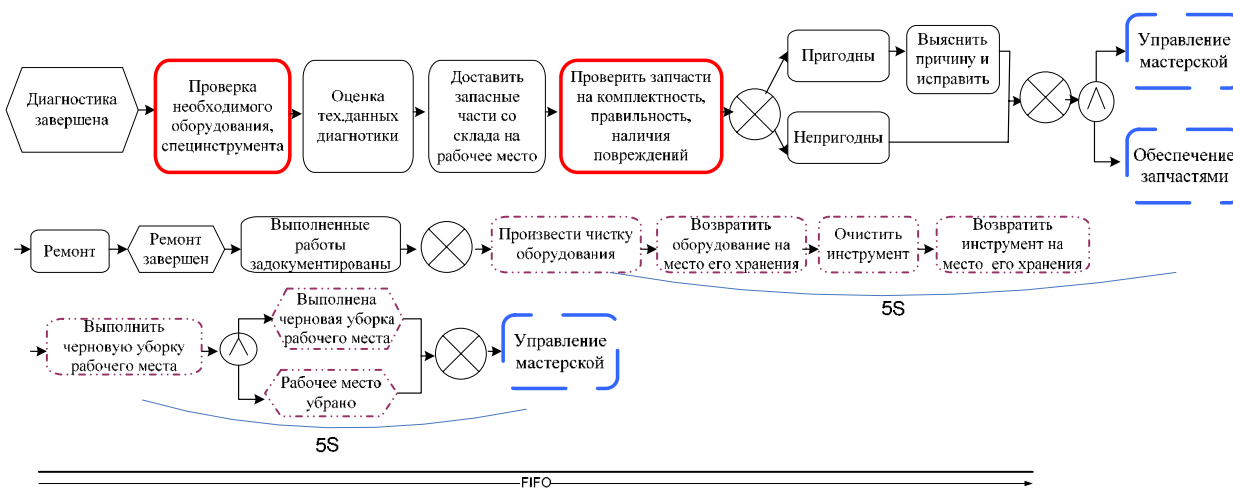 Диагностика
завершена
Проверка
необходимого
оборудования,
специнструмента
Оценка
тех.данных
диагнотики
Доставить
запасные
части со
склада на
рабочее место
Проверить запчасти
на комплектность,
правильность,
наличия
повреждений
Пригодны
Непригодны
Выяснить
причину и
исправить
Управление
мастерской
Обеспечение
запчастями
Ремонт
Ремонт
завершен
Выполненные
работы
задокументированы
Произвести чистку
оборудования
Возвратить
оборудование на
место его хранения
Очистить
инструмент
Возвратить
инструмент на
место его хранения
5S
Выполнить
черновую уборку
рабочего места
Выполнена
черновая уборка
рабочего места
Рабочее место
убрано
Управление
мастерской
5S
FIFO